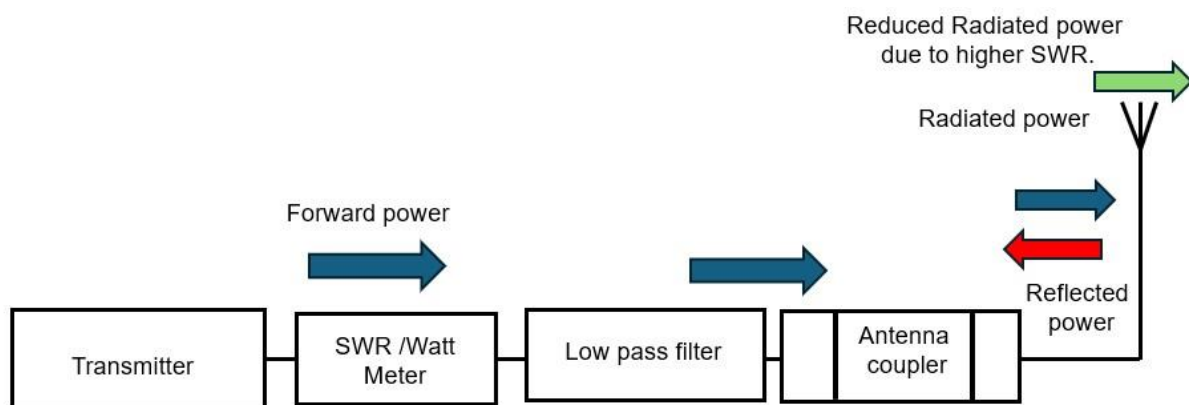 Reduced Radiated power
due to higher SWR.
Radiated power
Forward power
Reflected
power
Transmitter
SWR /Watt
Meter
Low pass filter
Antenna
coupler